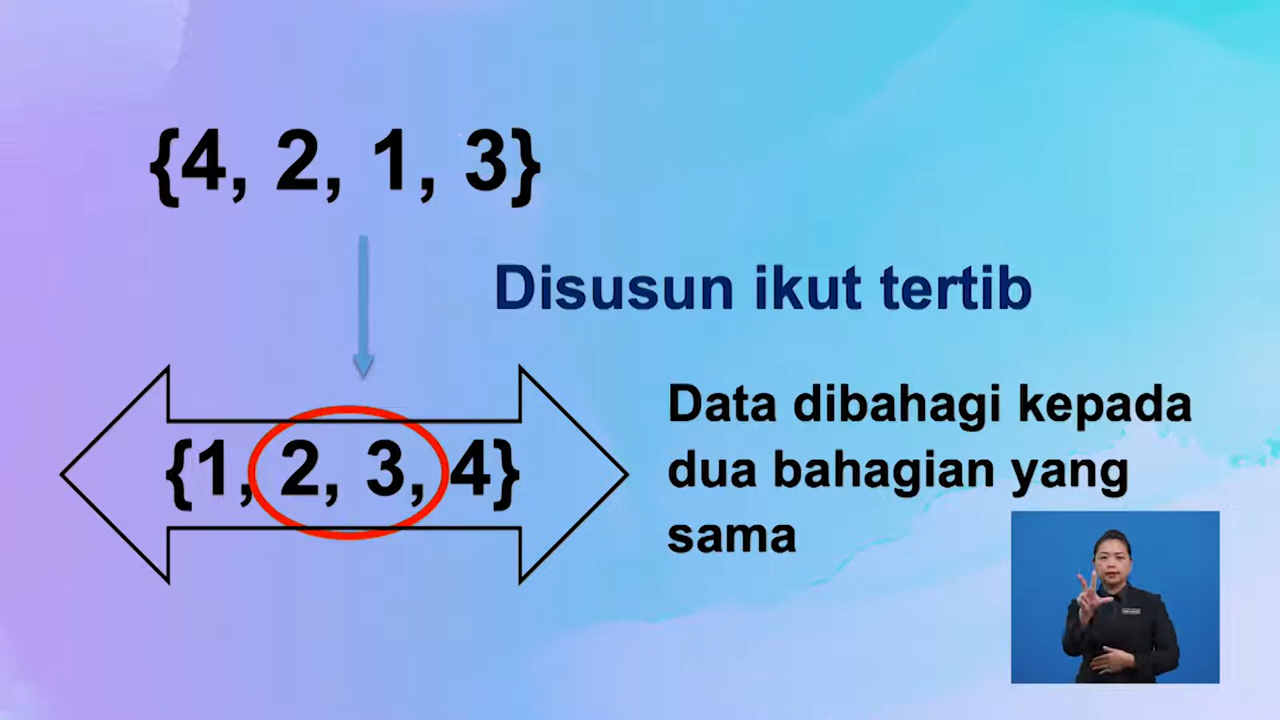 {4, 2, 1, 3}
Disusun ikut tertib
{1, 2, 3, 4}
Data dibahagi kepada
dua bahagian yang
sama